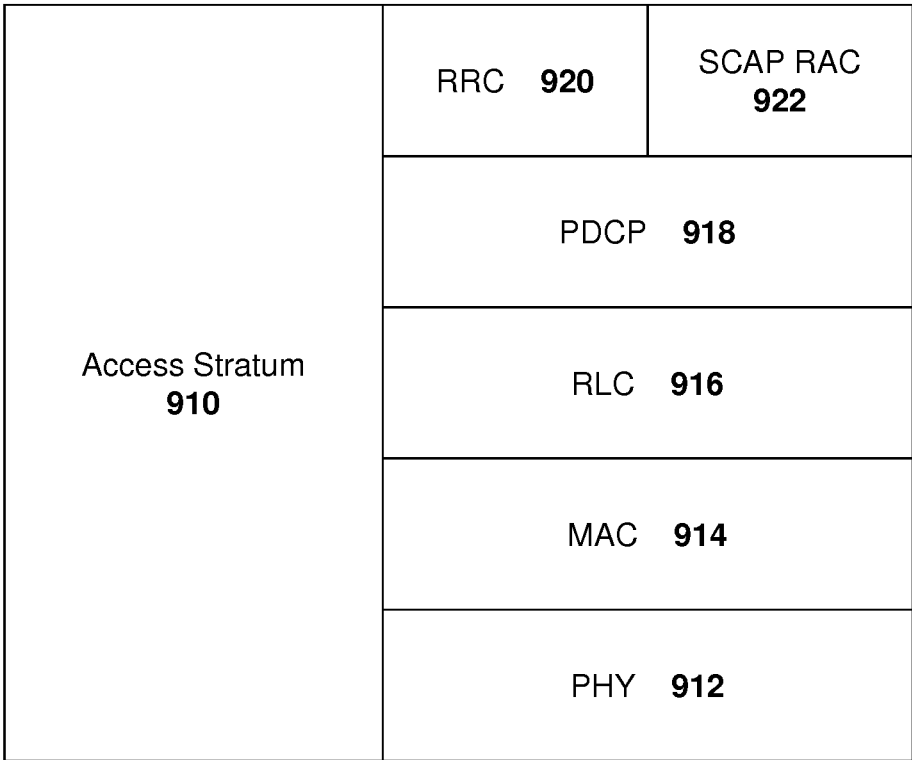 RRC 920
SCAP RAC
922
PDCP 918
Access Stratum
910
RLC 916
MAC 914
PHY 912